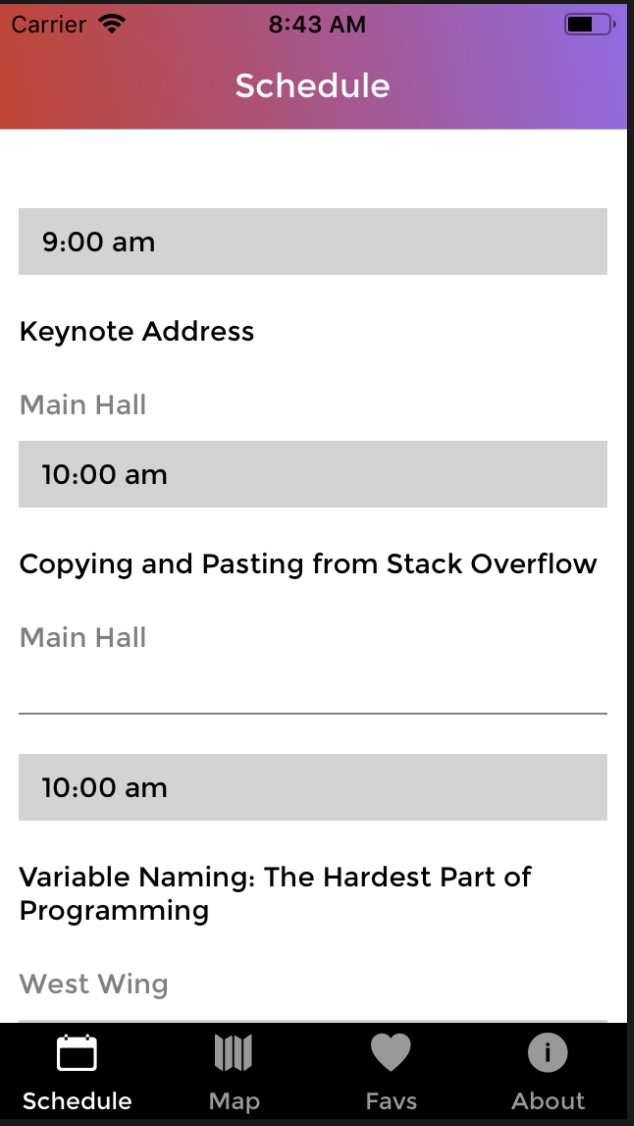 Carrier 8:43 AM
Schedule
9:00 am
Keynote Address
Main Hall
10:00 am
Copying and Pasting from Stack Overflow
Main Hall
10:00 am
Variable Naming: The Hardest Part of
Programming
West Wing
Schedule Map Favs About